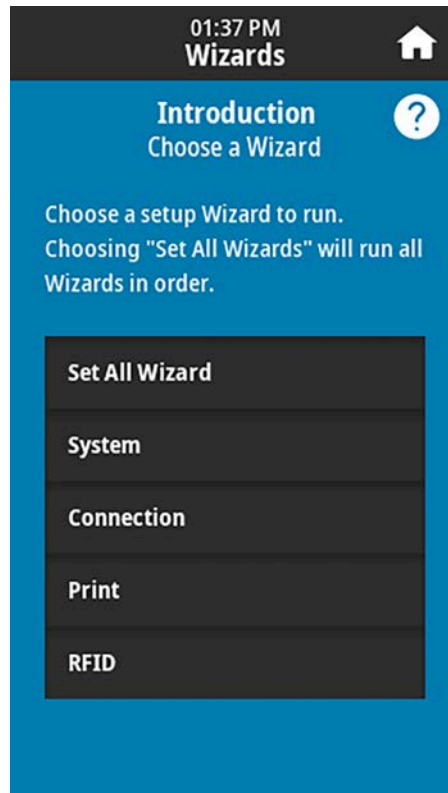 01:37 PM
Wizards
Introduction
?
Choose a Wizard
Choose a setup Wizard to run.
Choosing "Set All Wizards" will run all
Wizards in order.
Set All Wizard
System
Connection
Print
RFID